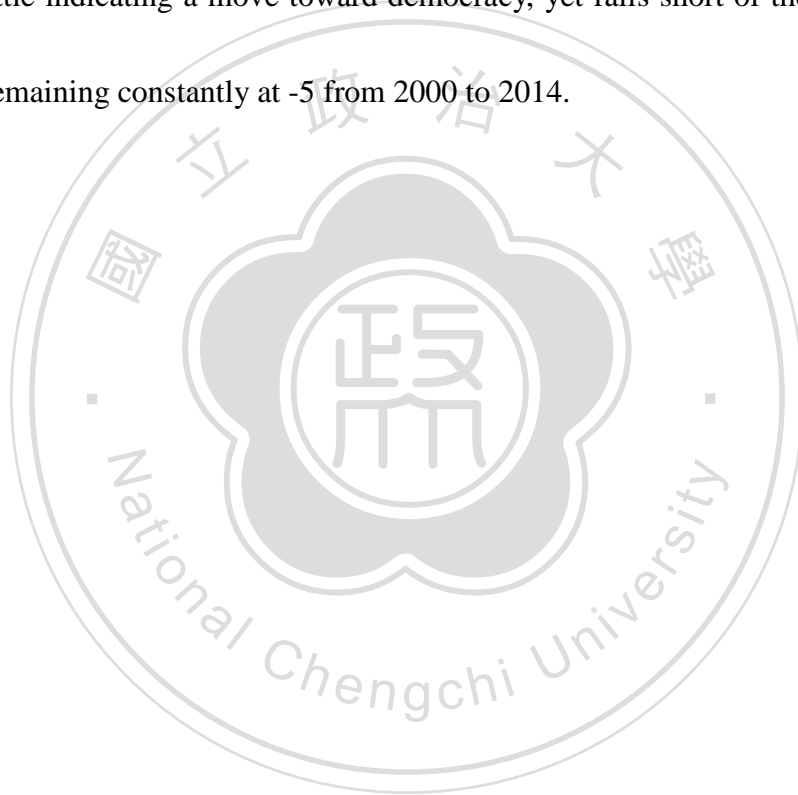 indicating a move toward democracy, yet falls short of the
emaining constantly at -5 from 2000 to 2014.
國立政治大學
政
National Chengchi University